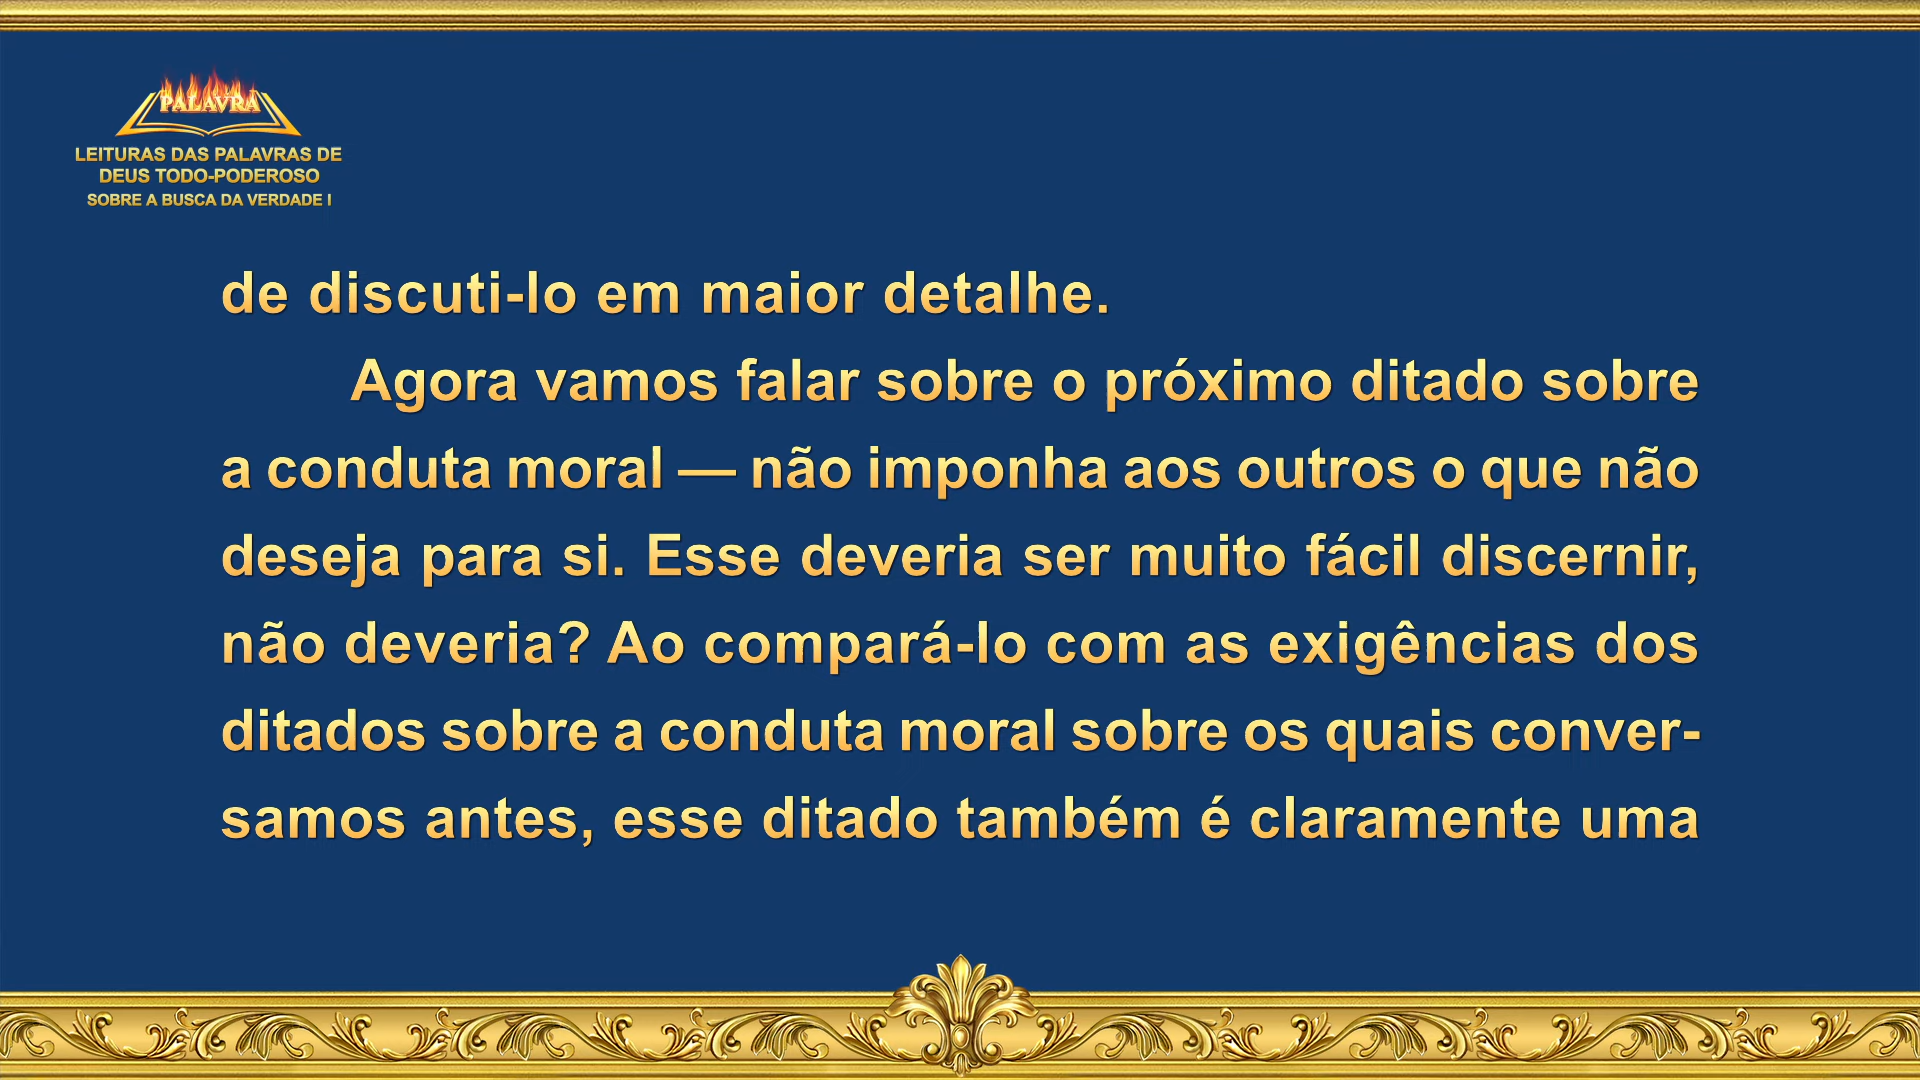 PALAVRA
LEITURAS DAS PALAVRAS DE
DEUS TODO-PODEROSO
SOBRE A BUSCA DA VERDADE I
de discuti-lo em maior detalhe.
Agora vamos falar sobre o próximo ditado sobre
a conduta moral — não imponha aos outros o que não
deseja para si. Esse deveria ser muito fácil discernir,
não deveria? Ao compará-lo com as exigências dos
ditados sobre a conduta moral sobre os quais conver-
samos antes, esse ditado também é claramente uma